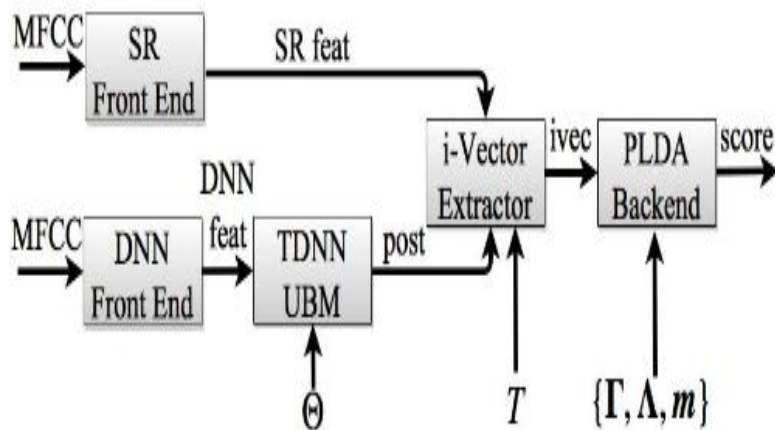 MFCC
SR
Front End
SR feat
i-Vector
Extractor
ivec
PLDA
Backend
score
MFCC
DNN
Front End
DNN
feat
TDNN
UBM
post
Θ
T
{Γ, Λ, m}